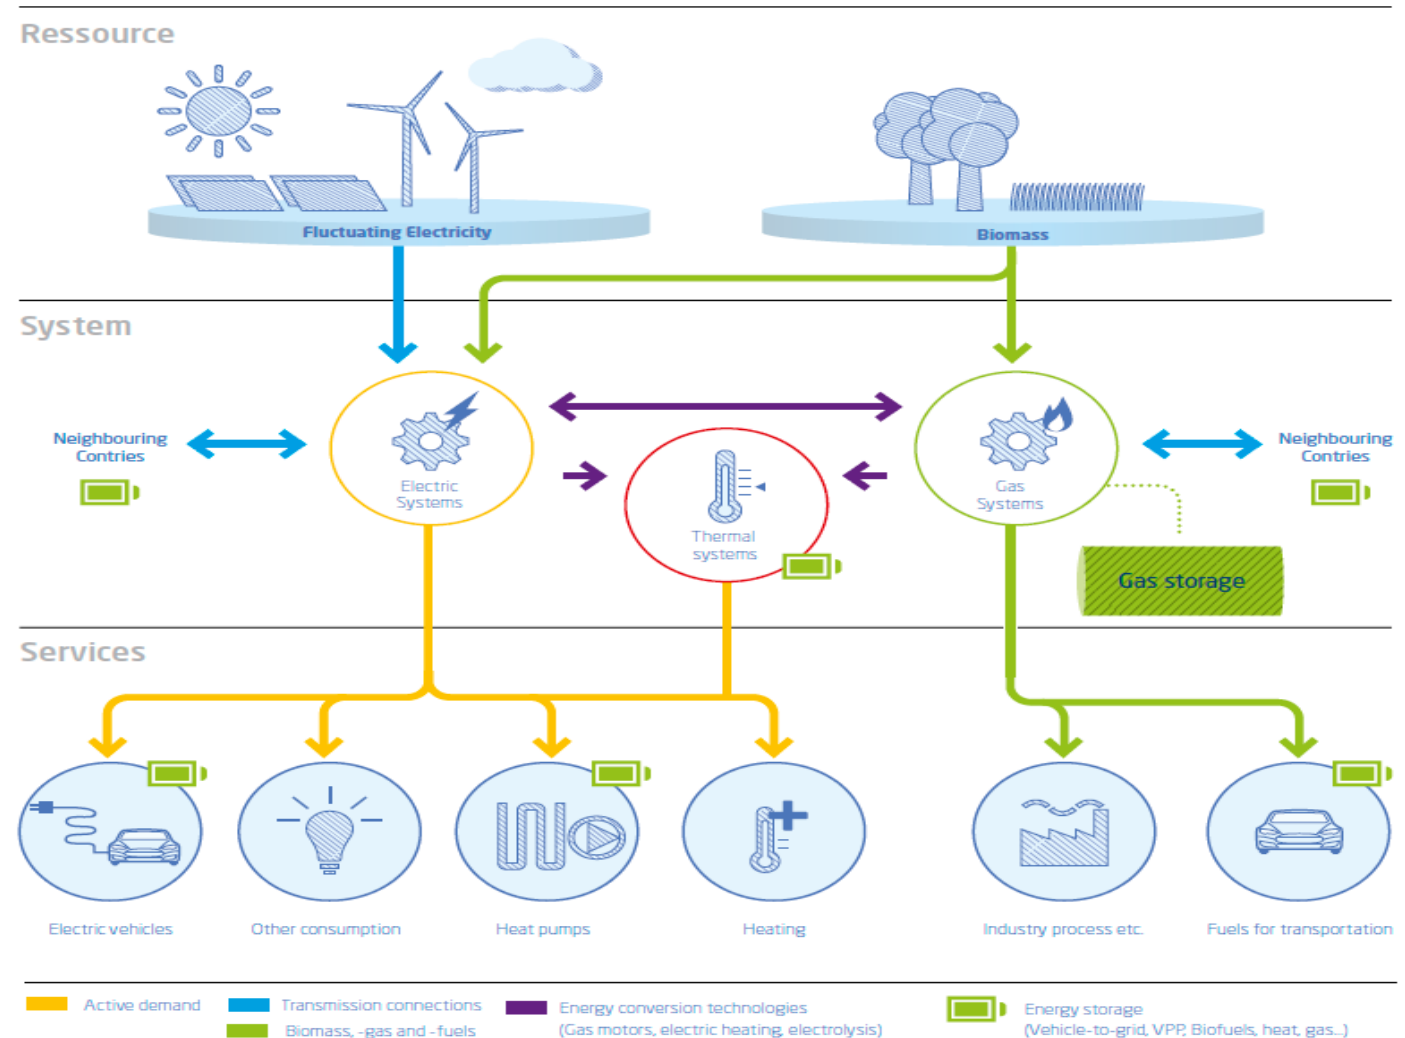 Ressource
Fluctuating Electricity
Biomass
System
Neighbouring
Contries
Electric
Systems
Thermal
systems
Gas
Systems
Neighbouring
Contries
Gas storage
Services
Electric vehicles
Other consumption
Heat pumps
Heating
Industry process etc.
Fuels for transportation
Active demand
Transmission connections
Biomass, -gas and -fuels
Energy conversion technologies
(Gas motors, electric heating, electrolysis)
Energy storage
(Vehicle-to-grid, VPP, Biofuels, heat, gas...)